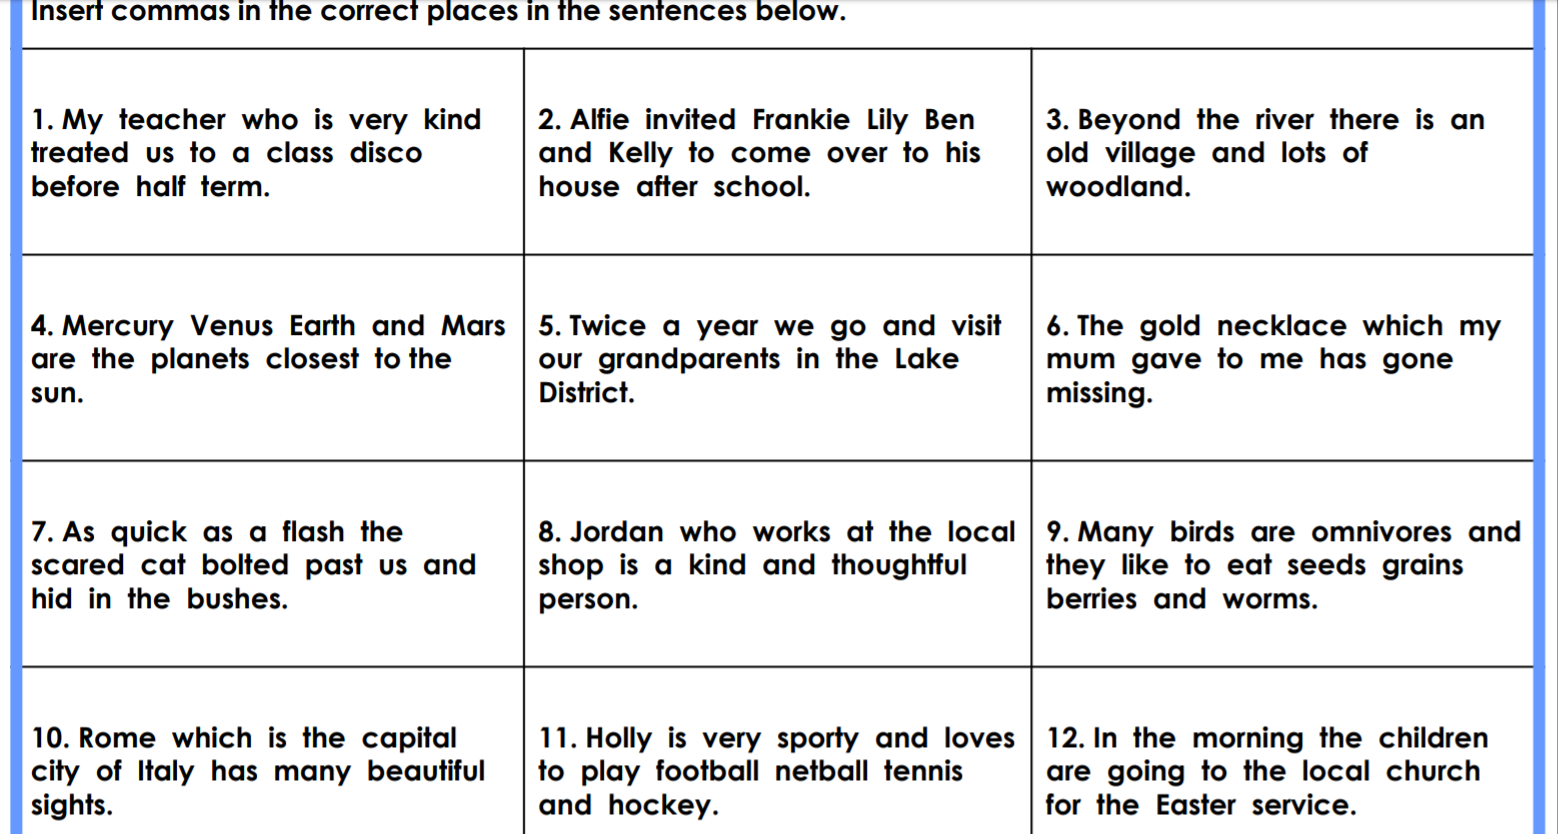 Insert commas in the correct places in the sentences below.
1. My teacher who is very kind
treated us to a class disco
before half term.
2. Alfie invited Frankie Lily Ben
and Kelly to come over to his
house after school.
3. Beyond the river there is an
old village and lots of
woodland.
4. Mercury Venus Earth and Mars
are the planets closest to the
sun.
5. Twice a year we go and visit
our grandparents in the Lake
District.
6. The gold necklace which my
mum gave to me has gone
missing.
7. As quick as a flash the
scared cat bolted past us and
hid in the bushes.
8. Jordan who works at the local
shop is a kind and thoughtful
person.
9. Many birds are omnivores and
they like to eat seeds grains
berries and worms.
10. Rome which is the capital
city of Italy has many beautiful
sights.
11. Holly is very sporty and loves
to play football netball tennis
and hockey.
12. In the morning the children
are going to the local church
for the Easter service.